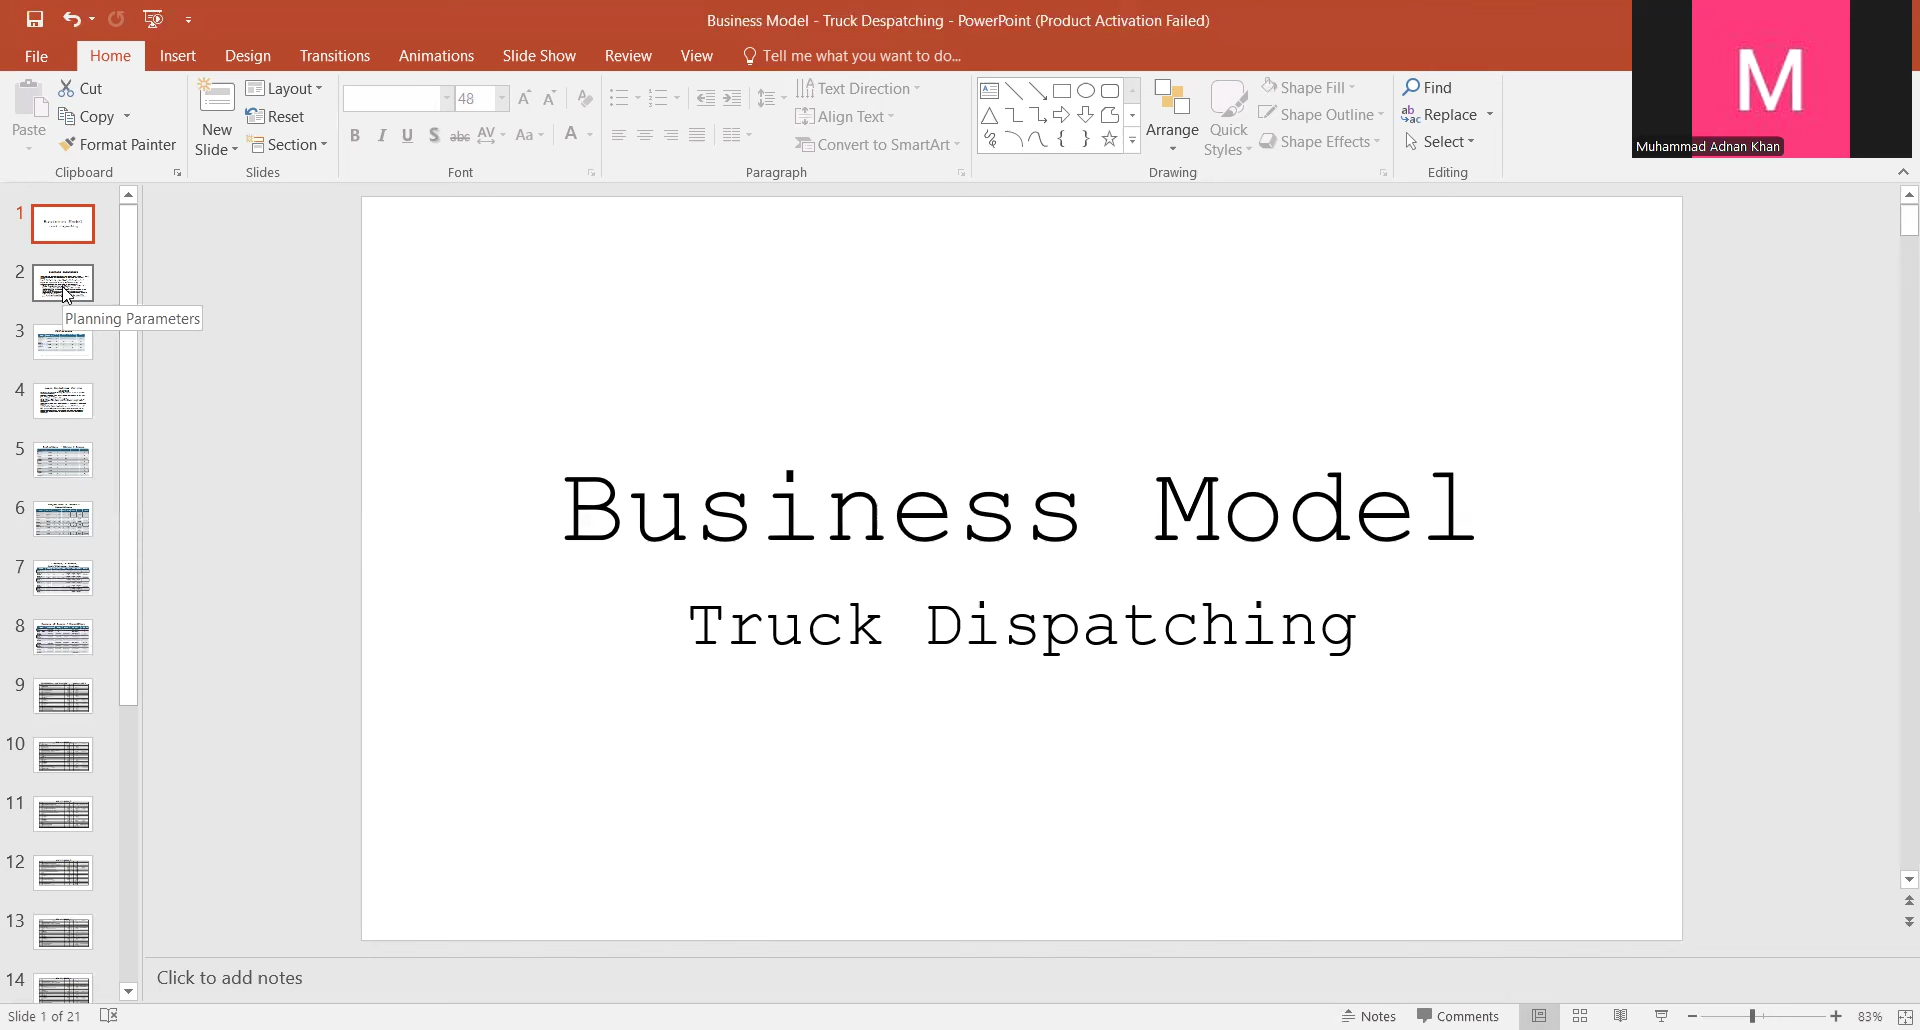 Business Model - Truck Despatching - PowerPoint (Product Activation Failed)
File Home Insert Design Transitions Animations Slide Show Review View Tell me what you want to do...
Cut
Copy
Format Painter
Paste
Clipboard
New
Slide
Layout
Reset
Section
Slides
48
B I U S abc AV Aa A
Font
Text Direction
Align Text
Convert to SmartArt
Paragraph
Arrange
Quick
Styles
Shape Fill
Shape Outline
Shape Effects
Drawing
Find
Replace
Select
Editing
M
Muhammad Adnan Khan
1
2
Planning Parameters
3
4
5
6
7
8
9
10
11
12
13
14
Business Model
Truck Dispatching
Click to add notes
Slide 1 of 21
Notes Comments 83%